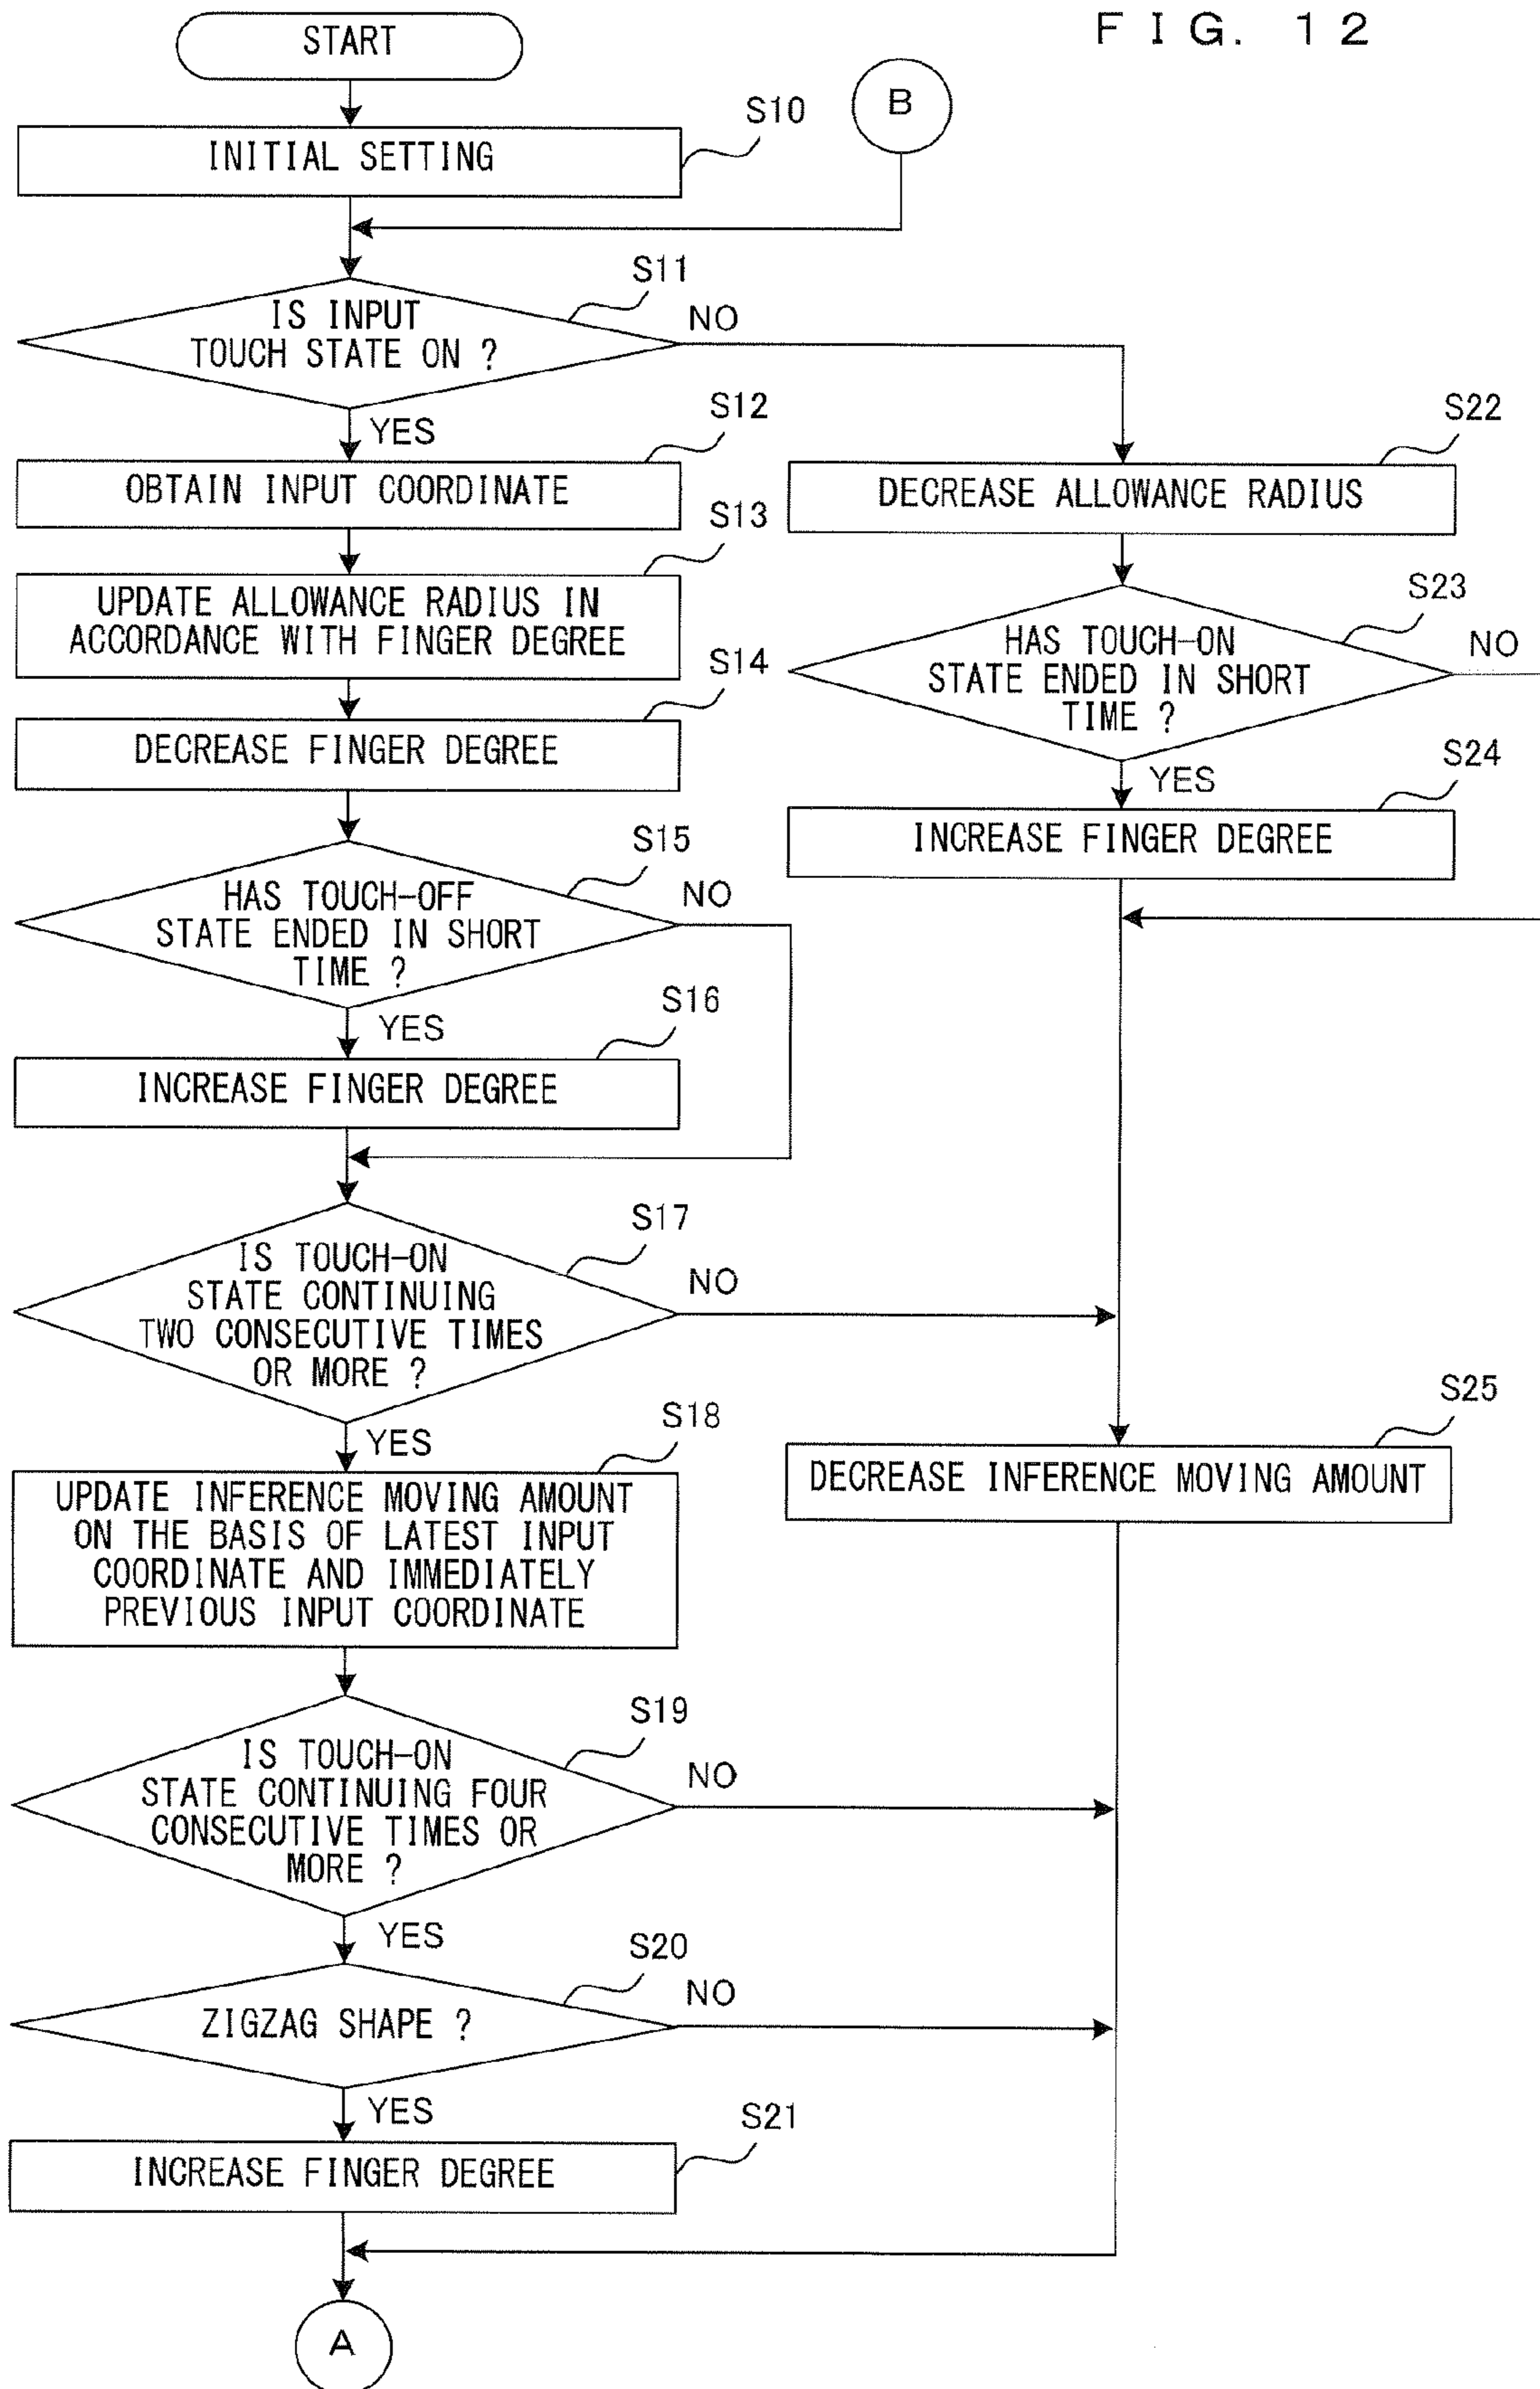 FIG. 12
START
B
S10
INITIAL SETTING
S11
IS INPUT
TOUCH STATE ON ?
NO
YES
S12
OBTAIN INPUT COORDINATE
S22
DECREASE ALLOWANCE RADIUS
S13
UPDATE ALLOWANCE RADIUS IN
ACCORDANCE WITH FINGER DEGREE
S23
HAS TOUCH-ON
STATE ENDED IN SHORT
TIME ?
NO
YES
S14
DECREASE FINGER DEGREE
S24
INCREASE FINGER DEGREE
S15
HAS TOUCH-OFF
STATE ENDED IN SHORT
TIME ?
NO
YES
S16
INCREASE FINGER DEGREE
S17
IS TOUCH-ON
STATE CONTINUING
TWO CONSECUTIVE TIMES
OR MORE ?
NO
YES
S18
UPDATE INFERENCE MOVING AMOUNT
ON THE BASIS OF LATEST INPUT
COORDINATE AND IMMEDIATELY
PREVIOUS INPUT COORDINATE
S25
DECREASE INFERENCE MOVING AMOUNT
S19
IS TOUCH-ON
STATE CONTINUING FOUR
CONSECUTIVE TIMES OR
MORE ?
NO
YES
S20
ZIGZAG SHAPE ?
NO
YES
S21
INCREASE FINGER DEGREE
A